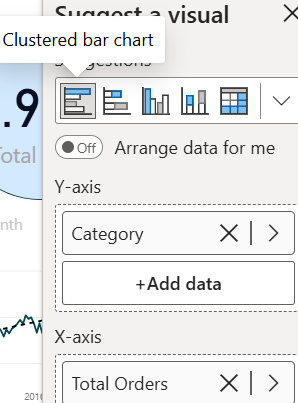 Suggest a visual
Clustered bar chart
Suggestions
.9
Total
Off
Arrange data for me
Y-axis
Category
+Add data
X-axis
Total Orders
2016